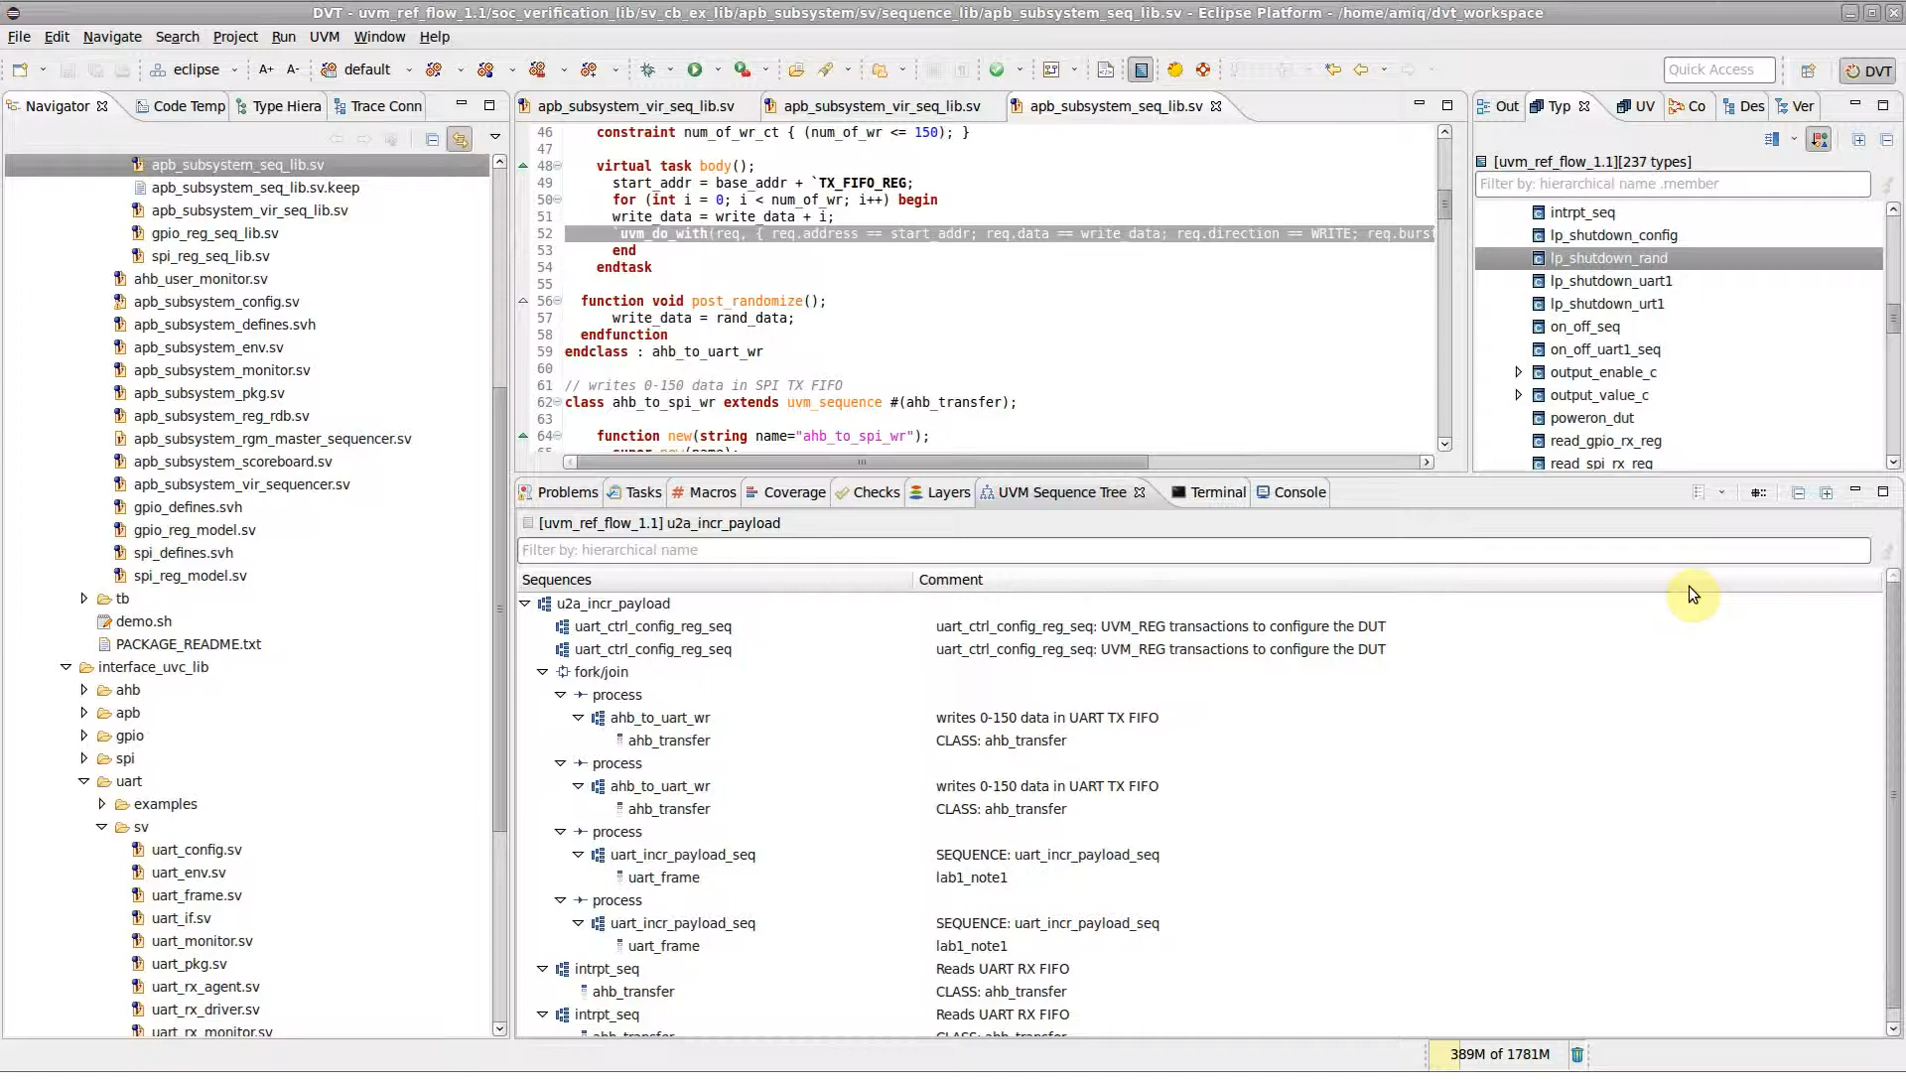 DVT - uvm_ref_flow_1.1/soc_verification_lib/sv_cb_ex_lib/apb_subsystem/sv/sequence_lib/apb_subsystem_seq_lib.sv - Eclipse Platform - /home/amiq/dvt_workspace
File Edit Navigate Search Project Run UVM Window Help
eclipse A+ A- default Quick Access DVT
Navigator Code Temp Type Hiera Trace Conn
apb_subsystem_seq_lib.sv
apb_subsystem_seq_lib.sv.keep
apb_subsystem_vir_seq_lib.sv
gpio_reg_seq_lib.sv
spi_reg_seq_lib.sv
ahb_user_monitor.sv
apb_subsystem_config.sv
apb_subsystem_defines.svh
apb_subsystem_env.sv
apb_subsystem_monitor.sv
apb_subsystem_pkg.sv
apb_subsystem_reg_rdb.sv
apb_subsystem_rgm_master_sequencer.sv
apb_subsystem_scoreboard.sv
apb_subsystem_vir_sequencer.sv
gpio_defines.svh
gpio_reg_model.sv
spi_defines.svh
spi_reg_model.sv
tb
demo.sh
PACKAGE_README.txt
interface_uvc_lib
ahb
apb
gpio
spi
uart
examples
sv
uart_config.sv
uart_env.sv
uart_frame.sv
uart_if.sv
uart_monitor.sv
uart_pkg.sv
uart_rx_agent.sv
uart_rx_driver.sv
uart_rx_monitor.sv
apb_subsystem_vir_seq_lib.sv apb_subsystem_vir_seq_lib.sv apb_subsystem_seq_lib.sv
46 constraint num_of_wr_ct { (num_of_wr <= 150); }
47
48 virtual task body();
49 start_addr = base_addr + `TX_FIFO_REG;
50 for (int i = 0; i < num_of_wr; i++) begin
51 write_data = write_data + i;
52 `uvm_do_with(req, { req.address == start_addr; req.data == write_data; req.direction == WRITE; req.burst
53 end
54 endtask
55
56 function void post_randomize();
57 write_data = rand_data;
58 endfunction
59 endclass : ahb_to_uart_wr
60
61 // writes 0-150 data in SPI TX FIFO
62 class ahb_to_spi_wr extends uvm_sequence #(ahb_transfer);
63
64 function new(string name="ahb_to_spi_wr");
65 super.new(name);
Out Typ UV Co Des Ver
[uvm_ref_flow_1.1][237 types]
Filter by: hierarchical name .member
intrpt_seq
lp_shutdown_config
lp_shutdown_rand
lp_shutdown_uart1
lp_shutdown_urt1
on_off_seq
on_off_uart1_seq
output_enable_c
output_value_c
poweron_dut
read_gpio_rx_reg
read_spi_rx_reg
Problems Tasks Macros Coverage Checks Layers UVM Sequence Tree Terminal Console
[uvm_ref_flow_1.1] u2a_incr_payload
Filter by: hierarchical name
Sequences Comment
u2a_incr_payload
uart_ctrl_config_reg_seq uart_ctrl_config_reg_seq: UVM_REG transactions to configure the DUT
uart_ctrl_config_reg_seq uart_ctrl_config_reg_seq: UVM_REG transactions to configure the DUT
fork/join
process
ahb_to_uart_wr writes 0-150 data in UART TX FIFO
ahb_transfer CLASS: ahb_transfer
process
ahb_to_uart_wr writes 0-150 data in UART TX FIFO
ahb_transfer CLASS: ahb_transfer
process
uart_incr_payload_seq SEQUENCE: uart_incr_payload_seq
uart_frame lab1_note1
process
uart_incr_payload_seq SEQUENCE: uart_incr_payload_seq
uart_frame lab1_note1
intrpt_seq Reads UART RX FIFO
ahb_transfer CLASS: ahb_transfer
intrpt_seq Reads UART RX FIFO
ahb_transfer CLASS: ahb_transfer
389M of 1781M